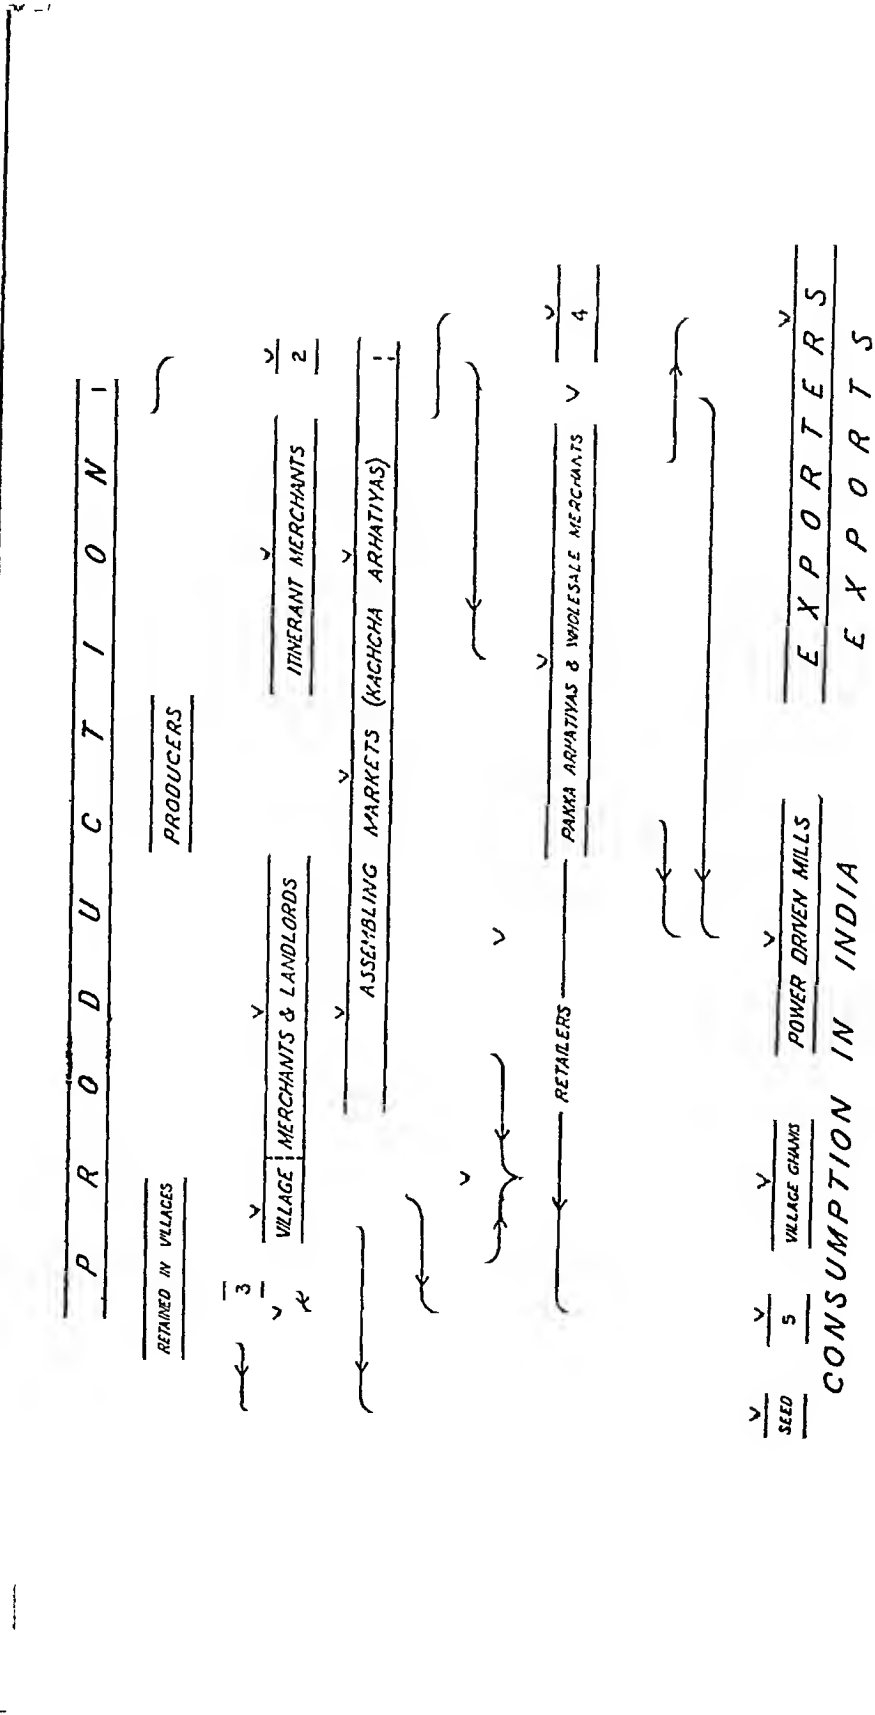 PRODUCTION
RETAINED IN VILLAGES
PRODUCERS
3
VILLAGE MERCHANTS & LANDLORDS
ITINERANT MERCHANTS
2
ASSEMBLING MARKETS (KACHCHA ARHATIYAS)
RETAILERS
PAKKA ARHATIYAS & WHOLESALE MERCHANTS
4
SEED
5
VILLAGE GHANIS
POWER DRIVEN MILLS
EXPORTERS
CONSUMPTION IN INDIA
EXPORTS